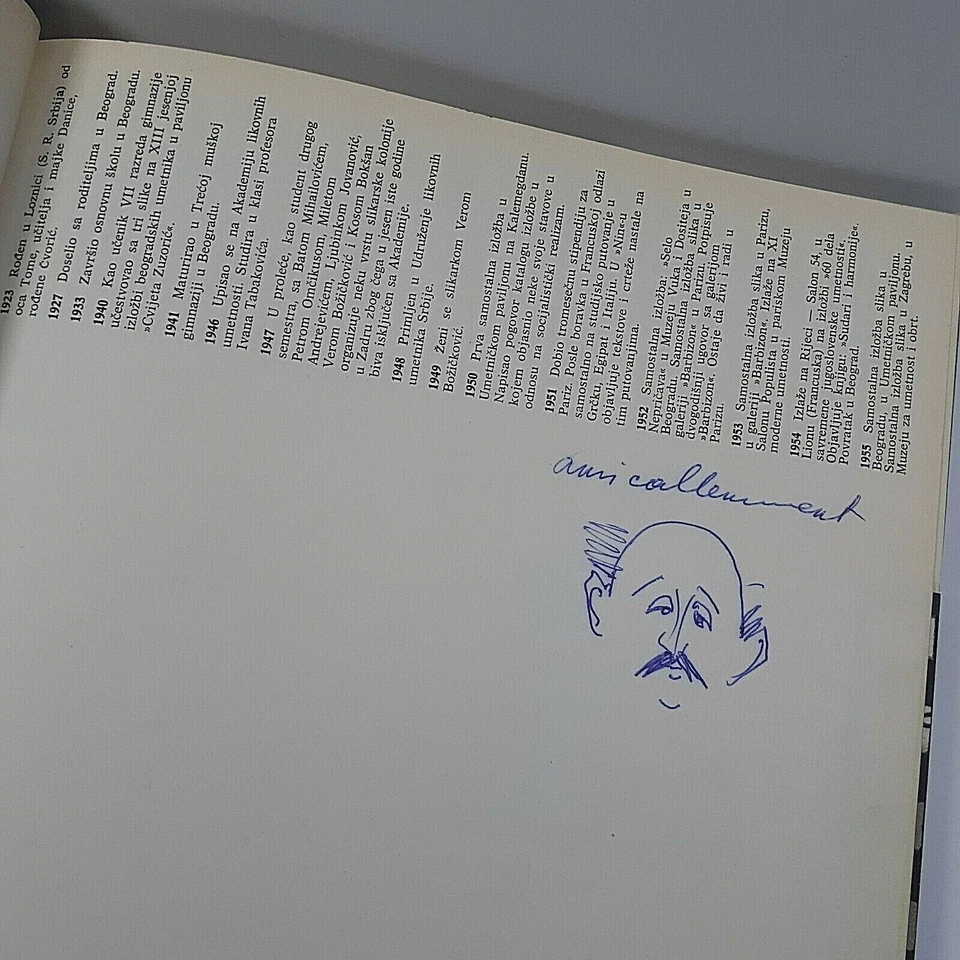 1923 Rođen u Loznici (S. R. Srbija) od
oca Tome, učitelja i majke Danice,
rođene Čvorić.
1927 Doselio sa roditeljima u Beograd.
1933 Završio osnovnu školu u Beogradu.
1940 Kao učenik VII razreda gimnazije
učestvovao sa tri slike na XIII jesenjoj
izložbi beogradskih umetnika u paviljonu
»Cvijeta Zuzorić«.
1941 Maturirao u Trećoj muškoj
gimnaziji u Beogradu.
1946 Upisao se na Akademiju likovnih
umetnosti. Studira u klasi profesora
Ivana Tabakovića.
1947 U proleće, kao student drugog
semestra, sa Batom Mihailovićem,
Petrom Omčikusom, Miletom
Andrejevićem, Ljubinkom Jovanović,
Verom Božičković i Kosom Bokšan
organizuje neku vrstu slikarske kolonije
u Zadru zbog čega u jesen iste godine
biva isključen sa Akademije.
1948 Primljen u Udruženje likovnih
umetnika Srbije.
1949 Ženi se slikarkom Verom
Božičković.
1950 Prva samostalna izložba u
Umetničkom paviljonu na Kalemegdanu.
Napisao pogovor katalogu izložbe u
kojem objasnio neke svoje stavove u
odnosu na socijalistički realizam.
1951 Dobio tromesečnu stipendiju za
Pariz. Posle boravka u Francuskoj odlazi
samostalno na studijsko putovanje u
Grčku, Egipat i Italiju. U »Nin«-u
objavljuje tekstove i crteže nastale na
tim putovanjima.
1952 Samostalna izložba: »Selo
Nepričava« u Muzeju Vuka i Dositeja u
Beogradu. Samostalna izložba slika u
galeriji »Barbizon« u Parizu. Potpisuje
dvogodišnji ugovor sa galerijom
»Barbizon«. Ostaje da živi i radi u
Parizu.
1953 Samostalna izložba slika u Parizu,
u galeriji »Barbizon«. Izlaže na XI
Salonu Populista u pariskom Muzeju
moderne umetnosti.
1954 Izlaže na Rijeci — Salon 54, u
Lionu (Francuska) na izložbi »60 dela
savremene jugoslovenske umetnosti«.
Objavljuje knjigu: »Sudari i harmonije«.
Povratak u Beograd.
1955 Samostalna izložba slika u
Beogradu, u Umetničkom paviljonu.
Samostalna izložba slika u Zagrebu, u
Muzeju za umetnost i obrt.
amicallemment